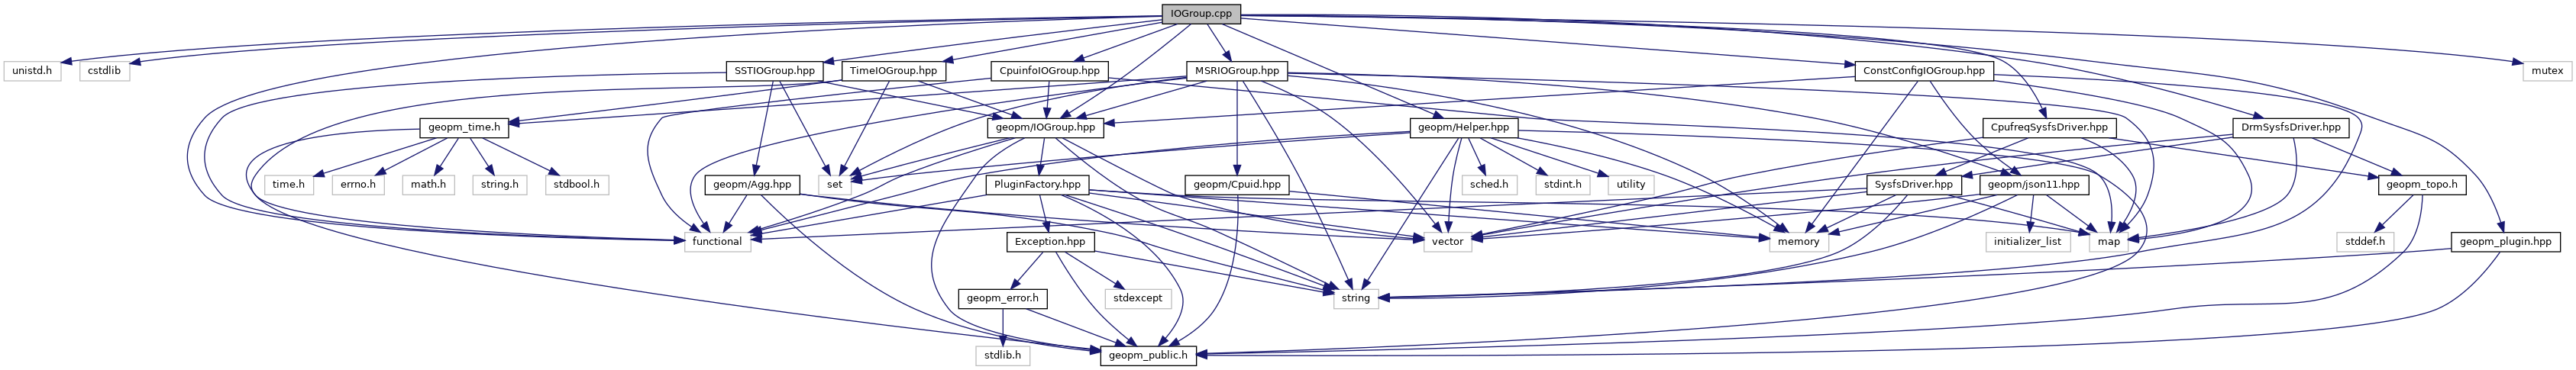 IOGroup.cpp
unistd.h
cstdlib
SSTIOGroup.hpp
TimeIOGroup.hpp
CpuinfoIOGroup.hpp
MSRIOGroup.hpp
ConstConfigIOGroup.hpp
mutex
geopm_time.h
geopm/IOGroup.hpp
geopm/Helper.hpp
CpufreqSysfsDriver.hpp
DrmSysfsDriver.hpp
time.h
errno.h
math.h
string.h
stdbool.h
geopm/Agg.hpp
set
PluginFactory.hpp
geopm/Cpuid.hpp
sched.h
stdint.h
utility
SysfsDriver.hpp
geopm/json11.hpp
geopm_topo.h
functional
Exception.hpp
vector
memory
initializer_list
map
stddef.h
geopm_plugin.hpp
geopm_error.h
stdexcept
string
stdlib.h
geopm_public.h